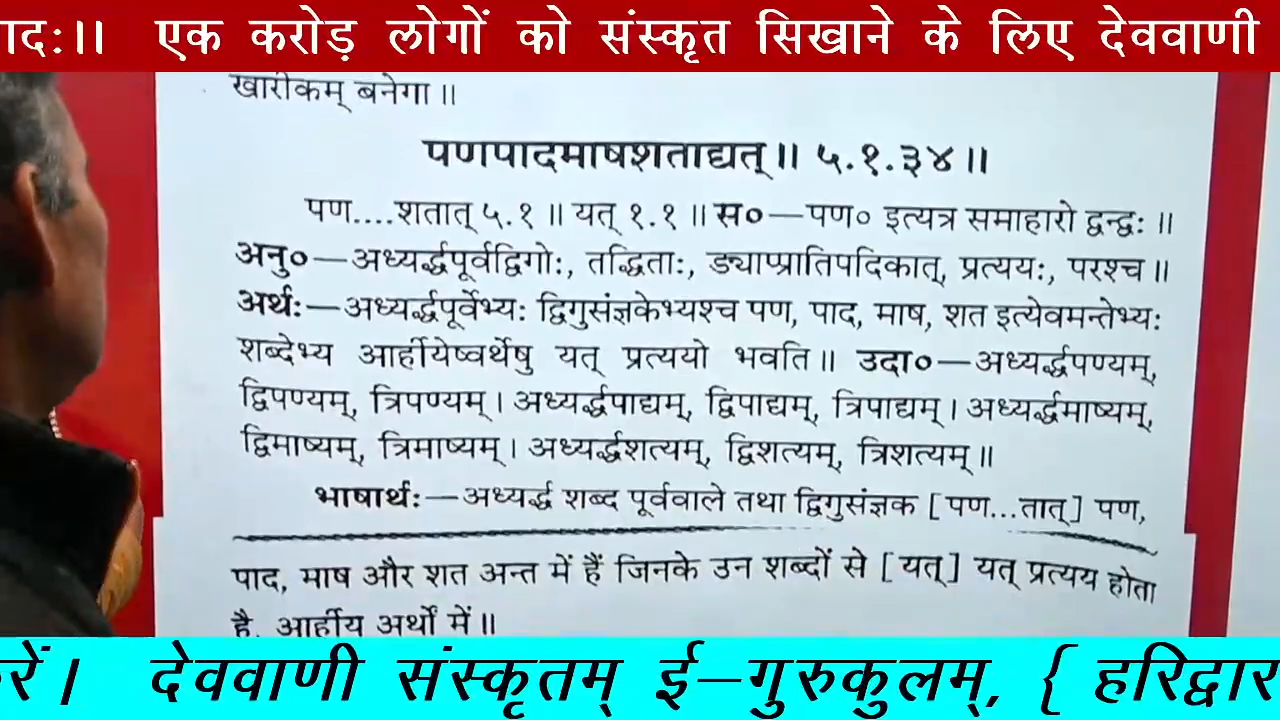 ादः।। एक करोड़ लोगों को संस्कृत सिखाने के लिए देववाणी
खारीकम् बनेगा॥
पणपादमाषशताद्यत्॥ ५.१.३४॥
पण....शतात् ५.१॥ यत् १.१॥ स०—पण० इत्यत्र समाहारो द्वन्द्वः॥
अनु०—अध्यर्द्धपूर्वद्विगोः, तद्धिताः, ङ्याप्प्रातिपदिकात्, प्रत्ययः, परश्च॥
अर्थः—अध्यर्द्धपूर्वेभ्यः द्विगुसंज्ञकेभ्यश्च पण, पाद, माष, शत इत्येवमन्तेभ्यः
शब्देभ्य आर्हीयेष्वर्थेषु यत् प्रत्ययो भवति॥ उदा०—अध्यर्द्धपण्यम्,
द्विपण्यम्, त्रिपण्यम्। अध्यर्द्धपाद्यम्, द्विपाद्यम्, त्रिपाद्यम्। अध्यर्द्धमाष्यम्,
द्विमाष्यम्, त्रिमाष्यम्। अध्यर्द्धशत्यम्, द्विशत्यम्, त्रिशत्यम्॥
भाषार्थः—अध्यर्द्ध शब्द पूर्ववाले तथा द्विगुसंज्ञक [पण...तात्] पण,
पाद, माष और शत अन्त में हैं जिनके उन शब्दों से [यत्] यत् प्रत्यय होता
है, आर्हीय अर्थों में॥
रें। देववाणी संस्कृतम् ई–गुरुकुलम्, { हरिद्वार